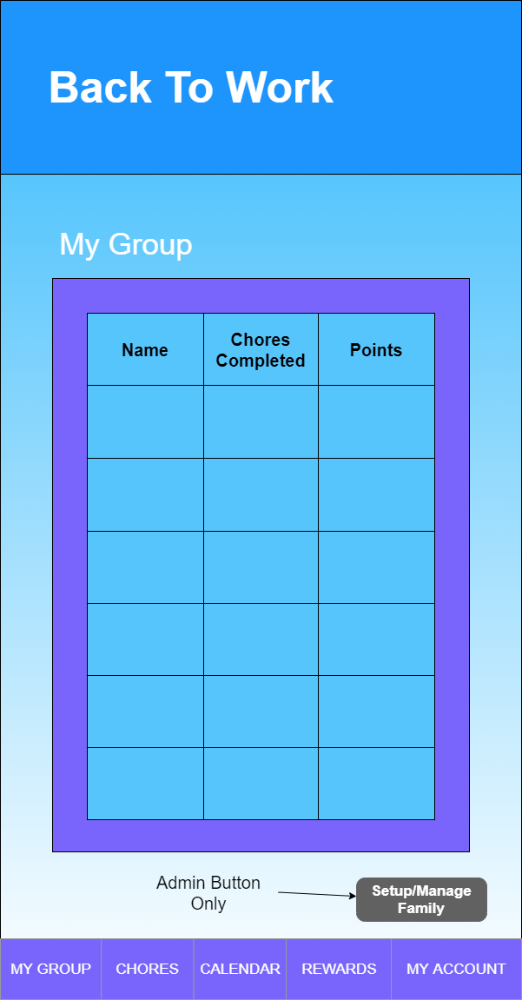 Back To Work
My Group
Name
Chores
Completed
Points
Admin Button
Only
Setup/Manage
Family
MY GROUP
CHORES
CALENDAR
REWARDS
MY ACCOUNT